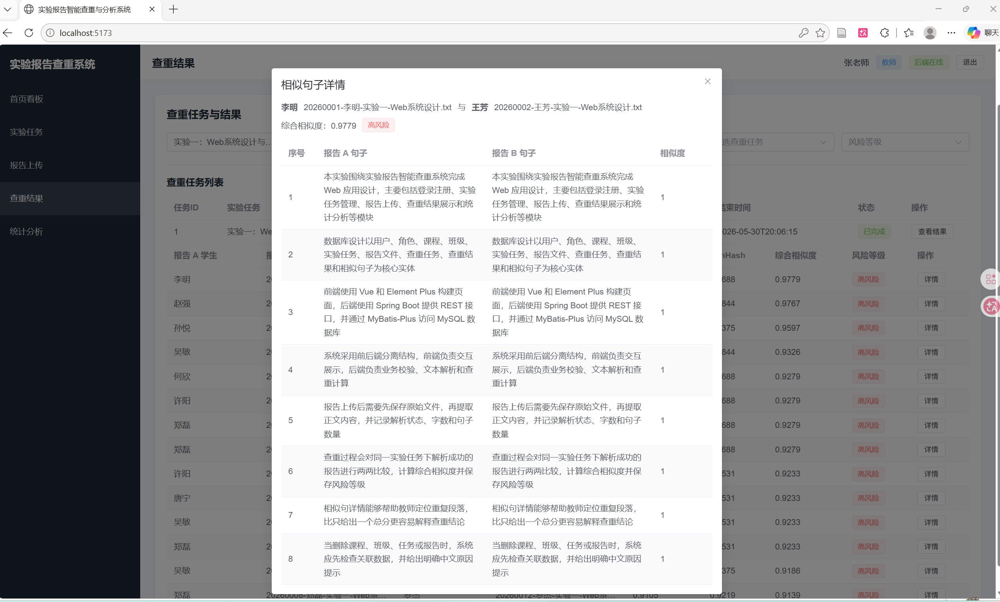 实验报告智能查重与分析系统
localhost:5173
聊天
实验报告查重系统
首页看板
实验任务
报告上传
查重结果
统计分析
查重结果
张老师 教师 后端在线 退出
查重任务与结果
实验一：Web系统设计与...
选查重任务
风险等级
查重任务列表
任务ID 实验任务 结束时间 状态 操作
1 实验一：We 026-05-30T20:06:15 已完成 查看结果
报告 A 学生 nHash 综合相似度 风险等级 操作
李明 688 0.9779 高风险 详情
赵强 844 0.9767 高风险 详情
孙悦 375 0.9597 高风险 详情
吴敏 844 0.9326 高风险 详情
何欣 688 0.9279 高风险 详情
许阳 688 0.9279 高风险 详情
郑磊 688 0.9279 高风险 详情
郑磊 688 0.9279 高风险 详情
许阳 531 0.9233 高风险 详情
唐宁 531 0.9233 高风险 详情
吴敏 531 0.9233 高风险 详情
郑磊 531 0.9233 高风险 详情
吴敏 375 0.9186 高风险 详情
郑磊 20260008-郑磊-实验一-Web系... 罗杰 20260012-罗杰-实验一-Web系... 0.9105 0.9219 0.9139 高风险 详情
相似句子详情
李明 20260001-李明-实验一-Web系统设计.txt 与 王芳 20260002-王芳-实验一-Web系统设计.txt
综合相似度：0.9779 高风险
序号 报告 A 句子 报告 B 句子 相似度
1
本实验围绕实验报告智能查重系统完成
Web 应用设计，主要包括登录注册、实验
任务管理、报告上传、查重结果展示和统
计分析等模块
本实验围绕实验报告智能查重系统完成
Web 应用设计，主要包括登录注册、实验
任务管理、报告上传、查重结果展示和统
计分析等模块
1
2
数据库设计以用户、角色、课程、班级、
实验任务、报告文件、查重任务、查重结
果和相似句子为核心实体
数据库设计以用户、角色、课程、班级、
实验任务、报告文件、查重任务、查重结
果和相似句子为核心实体
1
3
前端使用 Vue 和 Element Plus 构建页
面，后端使用 Spring Boot 提供 REST 接
口，并通过 MyBatis-Plus 访问 MySQL 数
据库
前端使用 Vue 和 Element Plus 构建页
面，后端使用 Spring Boot 提供 REST 接
口，并通过 MyBatis-Plus 访问 MySQL 数
据库
1
4
系统采用前后端分离结构，前端负责交互
展示，后端负责业务校验、文本解析和查
重计算
系统采用前后端分离结构，前端负责交互
展示，后端负责业务校验、文本解析和查
重计算
1
5
报告上传后需要先保存原始文件，再提取
正文内容，并记录解析状态、字数和句子
数量
报告上传后需要先保存原始文件，再提取
正文内容，并记录解析状态、字数和句子
数量
1
6
查重过程会对同一实验任务下解析成功的
报告进行两两比较，计算综合相似度并保
存风险等级
查重过程会对同一实验任务下解析成功的
报告进行两两比较，计算综合相似度并保
存风险等级
1
7
相似句详情能够帮助教师定位重复段落，
比只给出一个总分更容易解释查重结论
相似句详情能够帮助教师定位重复段落，
比只给出一个总分更容易解释查重结论
1
8
当删除课程、班级、任务或报告时，系统
应先检查关联数据，并给出明确中文原因
提示
当删除课程、班级、任务或报告时，系统
应先检查关联数据，并给出明确中文原因
提示
1